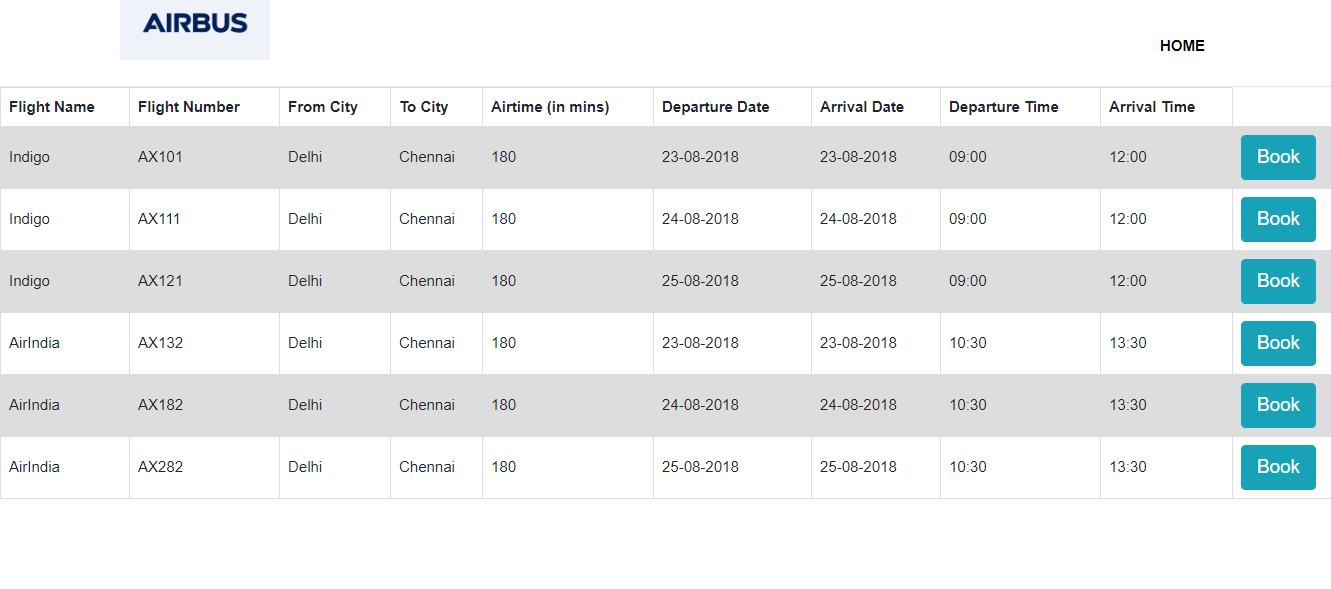 AIRBUS
HOME
Flight Name Flight Number From City To City Airtime (in mins) Departure Date Arrival Date Departure Time Arrival Time
Indigo AX101 Delhi Chennai 180 23-08-2018 23-08-2018 09:00 12:00 Book
Indigo AX111 Delhi Chennai 180 24-08-2018 24-08-2018 09:00 12:00 Book
Indigo AX121 Delhi Chennai 180 25-08-2018 25-08-2018 09:00 12:00 Book
AirIndia AX132 Delhi Chennai 180 23-08-2018 23-08-2018 10:30 13:30 Book
AirIndia AX182 Delhi Chennai 180 24-08-2018 24-08-2018 10:30 13:30 Book
AirIndia AX282 Delhi Chennai 180 25-08-2018 25-08-2018 10:30 13:30 Book